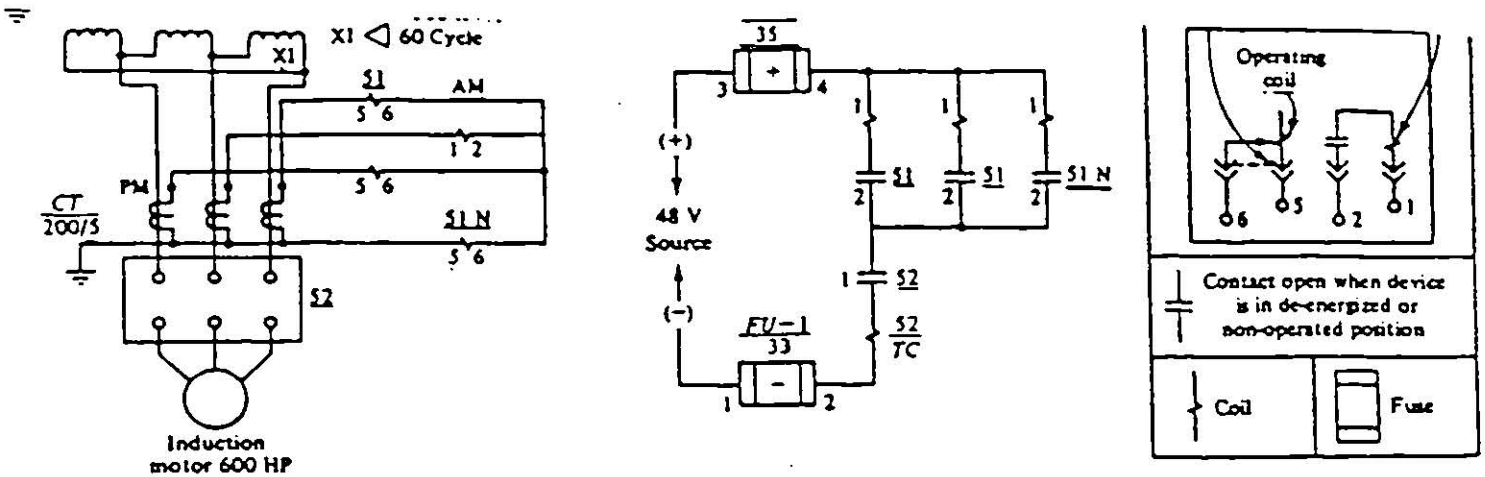 X1 60 Cycle
X1
51
5 6
AM
1 2
5 6
PM
CT
200/5
51 N
5 6
52
Induction
motor 600 HP
35
3 + 4
(+)
48 V
Source
(-)
1 1 1
2 51 2 51 2 51 N
1 52
52
TC
FU-1
33
1 - 2
Operating
coil
6 5 2 1
Contact open when device
is in de-energized or
non-operated position
Coil
Fuse